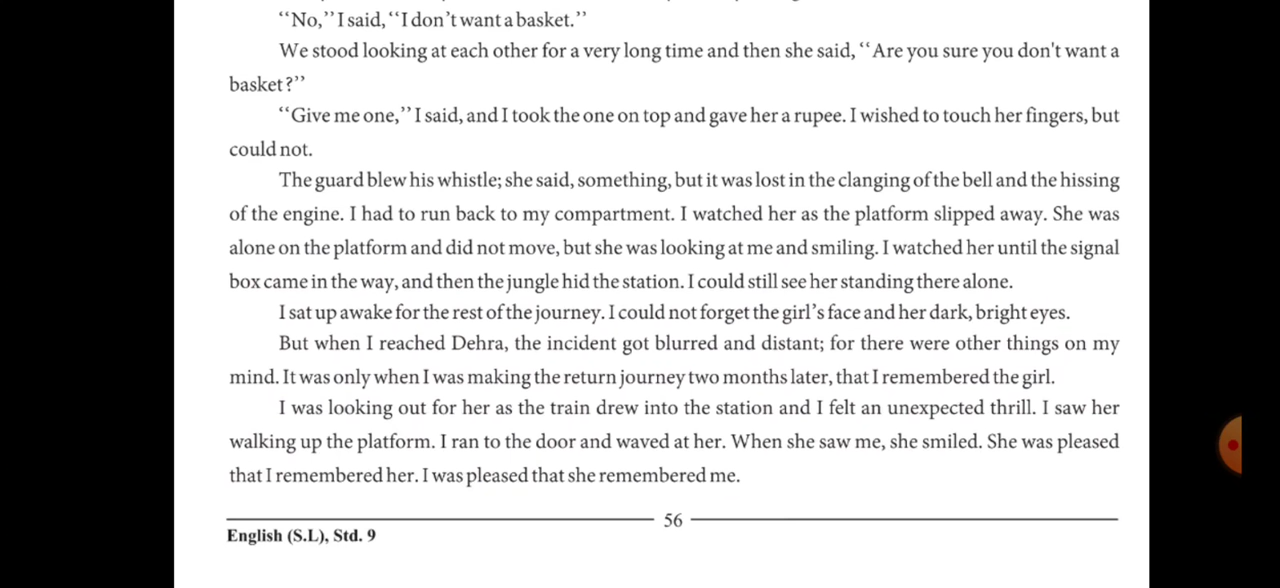 “No,” I said, “I don’t want a basket.”
We stood looking at each other for a very long time and then she said, “Are you sure you don't want a
basket?”
“Give me one,” I said, and I took the one on top and gave her a rupee. I wished to touch her fingers, but
could not.
The guard blew his whistle; she said, something, but it was lost in the clanging of the bell and the hissing
of the engine. I had to run back to my compartment. I watched her as the platform slipped away. She was
alone on the platform and did not move, but she was looking at me and smiling. I watched her until the signal
box came in the way, and then the jungle hid the station. I could still see her standing there alone.
I sat up awake for the rest of the journey. I could not forget the girl’s face and her dark, bright eyes.
But when I reached Dehra, the incident got blurred and distant; for there were other things on my
mind. It was only when I was making the return journey two months later, that I remembered the girl.
I was looking out for her as the train drew into the station and I felt an unexpected thrill. I saw her
walking up the platform. I ran to the door and waved at her. When she saw me, she smiled. She was pleased
that I remembered her. I was pleased that she remembered me.
56
English (S.L), Std. 9